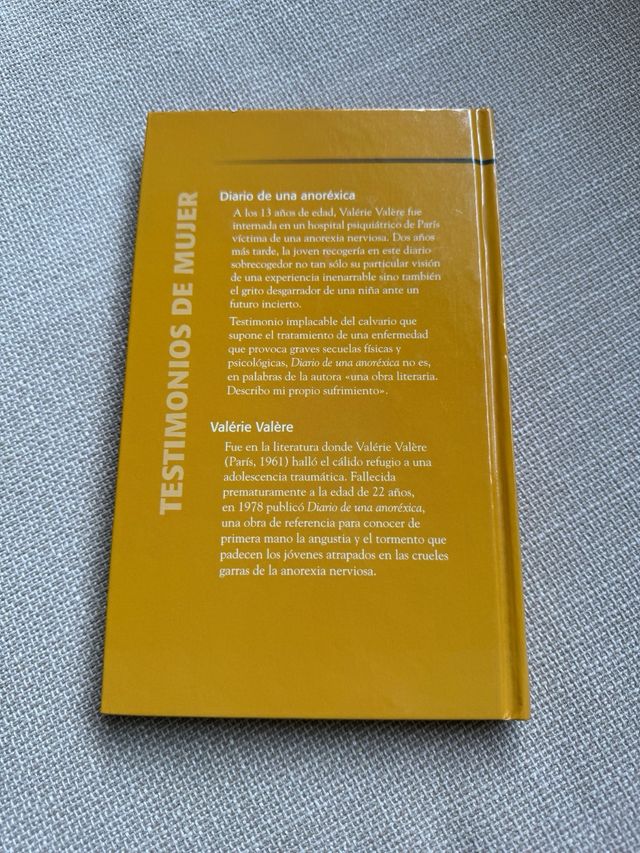 TESTIMONIOS DE MUJER
Diario de una anoréxica
A los 13 años de edad, Valérie Valère fue
internada en un hospital psiquiátrico de París
víctima de una anorexia nerviosa. Dos años
más tarde, la joven recogería en este diario
sobrecogedor no tan sólo su particular visión
de una experiencia inenarrable sino también
el grito desgarrador de una niña ante un
futuro incierto.
Testimonio implacable del calvario que
supone el tratamiento de una enfermedad
que provoca graves secuelas físicas y
psicológicas, Diario de una anoréxica no es,
en palabras de la autora «una obra literaria.
Describo mi propio sufrimiento».
Valérie Valère
Fue en la literatura donde Valérie Valère
(París, 1961) halló el cálido refugio a una
adolescencia traumática. Fallecida
prematuramente a la edad de 22 años,
en 1978 publicó Diario de una anoréxica,
una obra de referencia para conocer de
primera mano la angustia y el tormento que
padecen los jóvenes atrapados en las crueles
garras de la anorexia nerviosa.